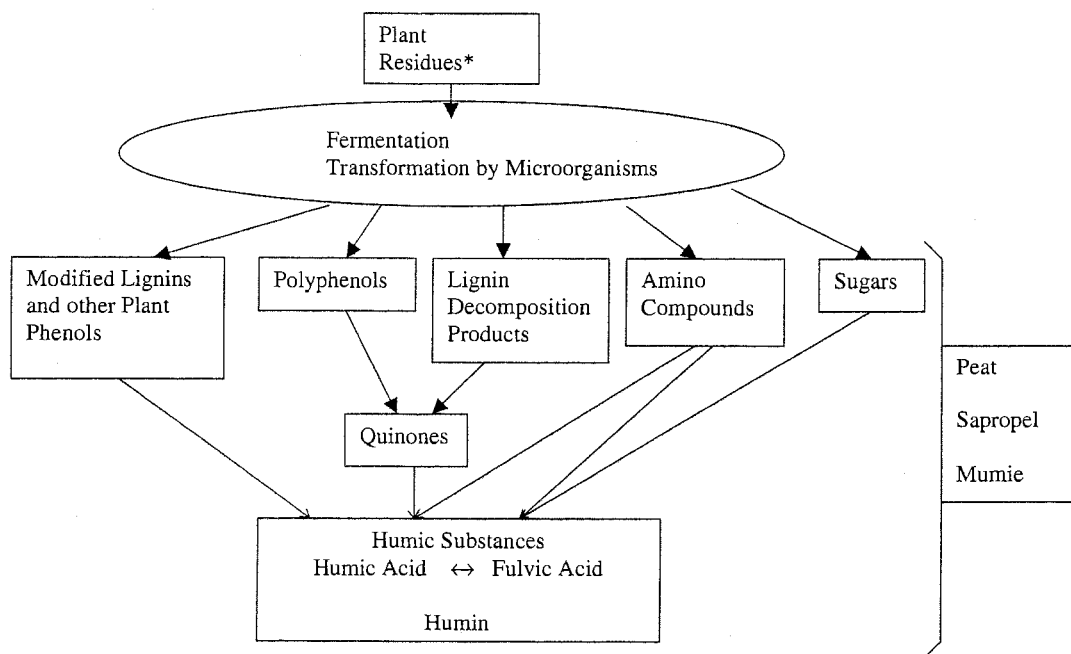 Plant
Residues*
Fermentation
Transformation by Microorganisms
Modified Lignins
and other Plant
Phenols
Polyphenols
Lignin
Decomposition
Products
Amino
Compounds
Sugars
Peat
Sapropel
Mumie
Quinones
Humic Substances
Humic Acid ↔ Fulvic Acid
Humin